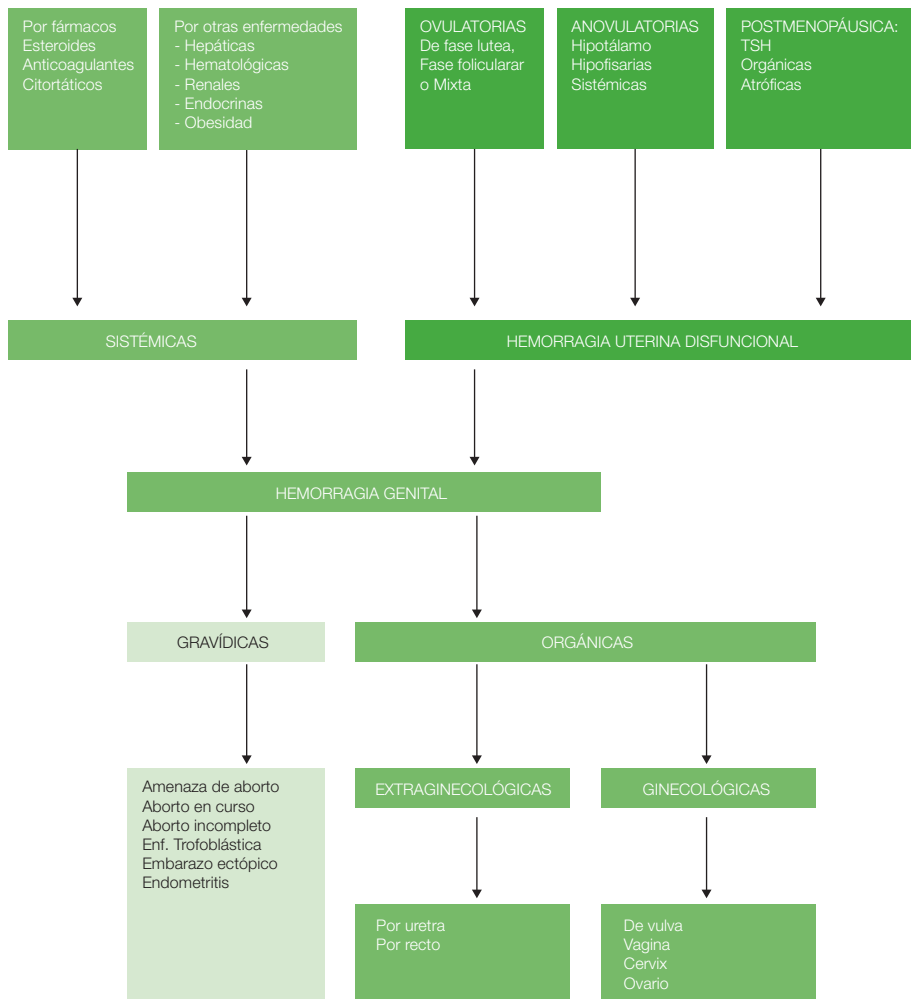 Por fármacos
Esteroides
Anticoagulantes
Citortáticos
Por otras enfermedades
- Hepáticas
- Hematológicas
- Renales
- Endocrinas
- Obesidad
OVULATORIAS
De fase lutea,
Fase foliculurar
o Mixta
ANOVULATORIAS
Hipotálamo
Hipofisarias
Sistémicas
POSTMENOPÁUSICA:
TSH
Orgánicas
Atróficas
SISTÉMICAS
HEMORRAGIA UTERINA DISFUNCIONAL
HEMORRAGIA GENITAL
GRAVÍDICAS
ORGÁNICAS
Amenaza de aborto
Aborto en curso
Aborto incompleto
Enf. Trofoblástica
Embarazo ectópico
Endometritis
EXTRAGINECOLÓGICAS
GINECOLÓGICAS
Por uretra
Por recto
De vulva
Vagina
Cervix
Ovario